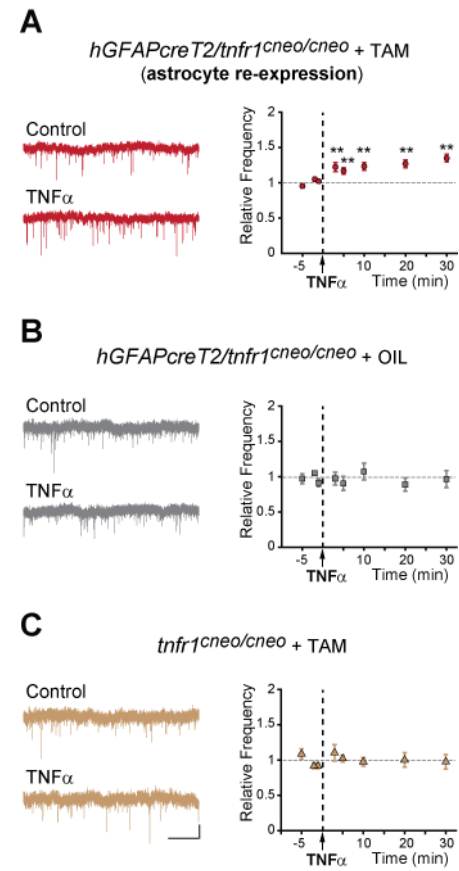 A
hGFAPcreT2/tnfr1cneo/cneo + TAM
(astrocyte re-expression)
Control
TNFα
Relative Frequency
2
1.5
1
0.5
0
** ** ** ** **
-5 10 20 30
TNFα Time (min)
B
hGFAPcreT2/tnfr1cneo/cneo + OIL
Control
TNFα
Relative Frequency
2
1.5
1
0.5
0
-5 10 20 30
TNFα Time (min)
C
tnfr1cneo/cneo + TAM
Control
TNFα
Relative Frequency
2
1.5
1
0.5
0
-5 10 20 30
TNFα Time (min)